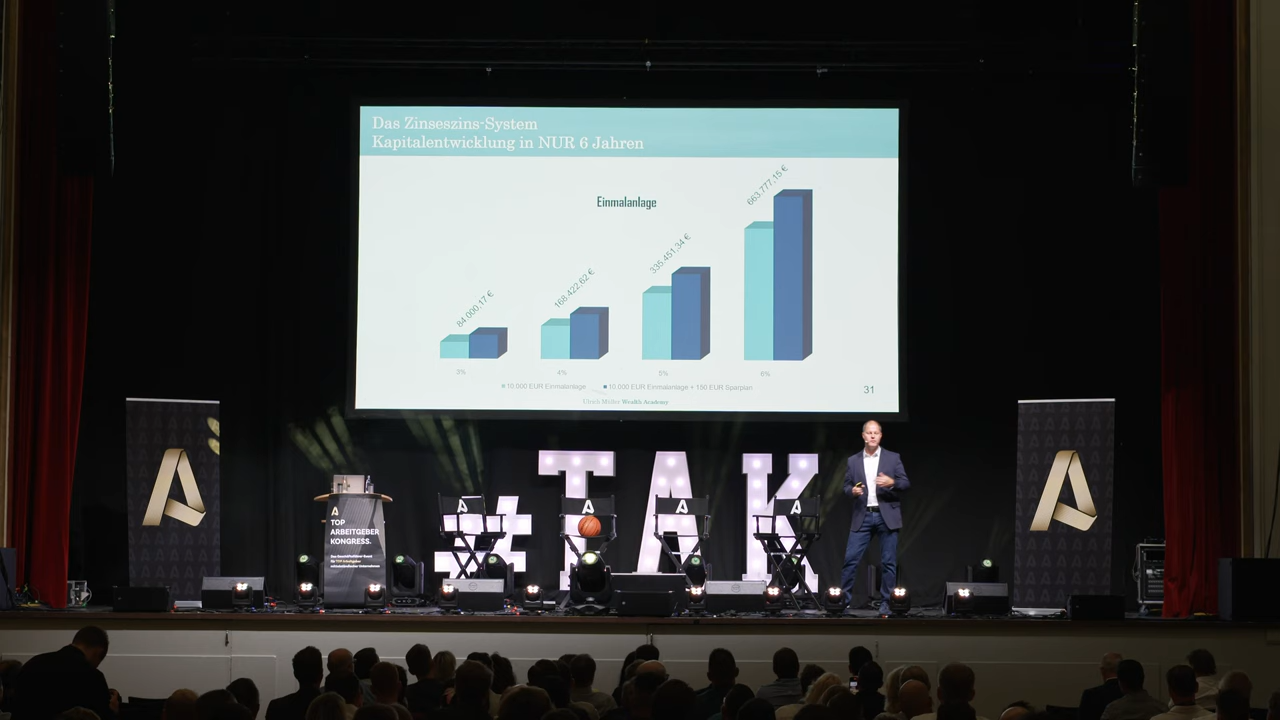 Das Zinseszins-System
Kapitalentwicklung in NUR 6 Jahren
Einmalanlage
84.000,17 €
168.422,62 €
335.451,34 €
663.777,15 €
3%
4%
5%
6%
10.000 EUR Einmalanlage
10.000 EUR Einmalanlage + 150 EUR Sparplan
31
Ulrich Müller Wealth Academy
#TAK
TOP
ARBEITGEBER
KONGRESS.